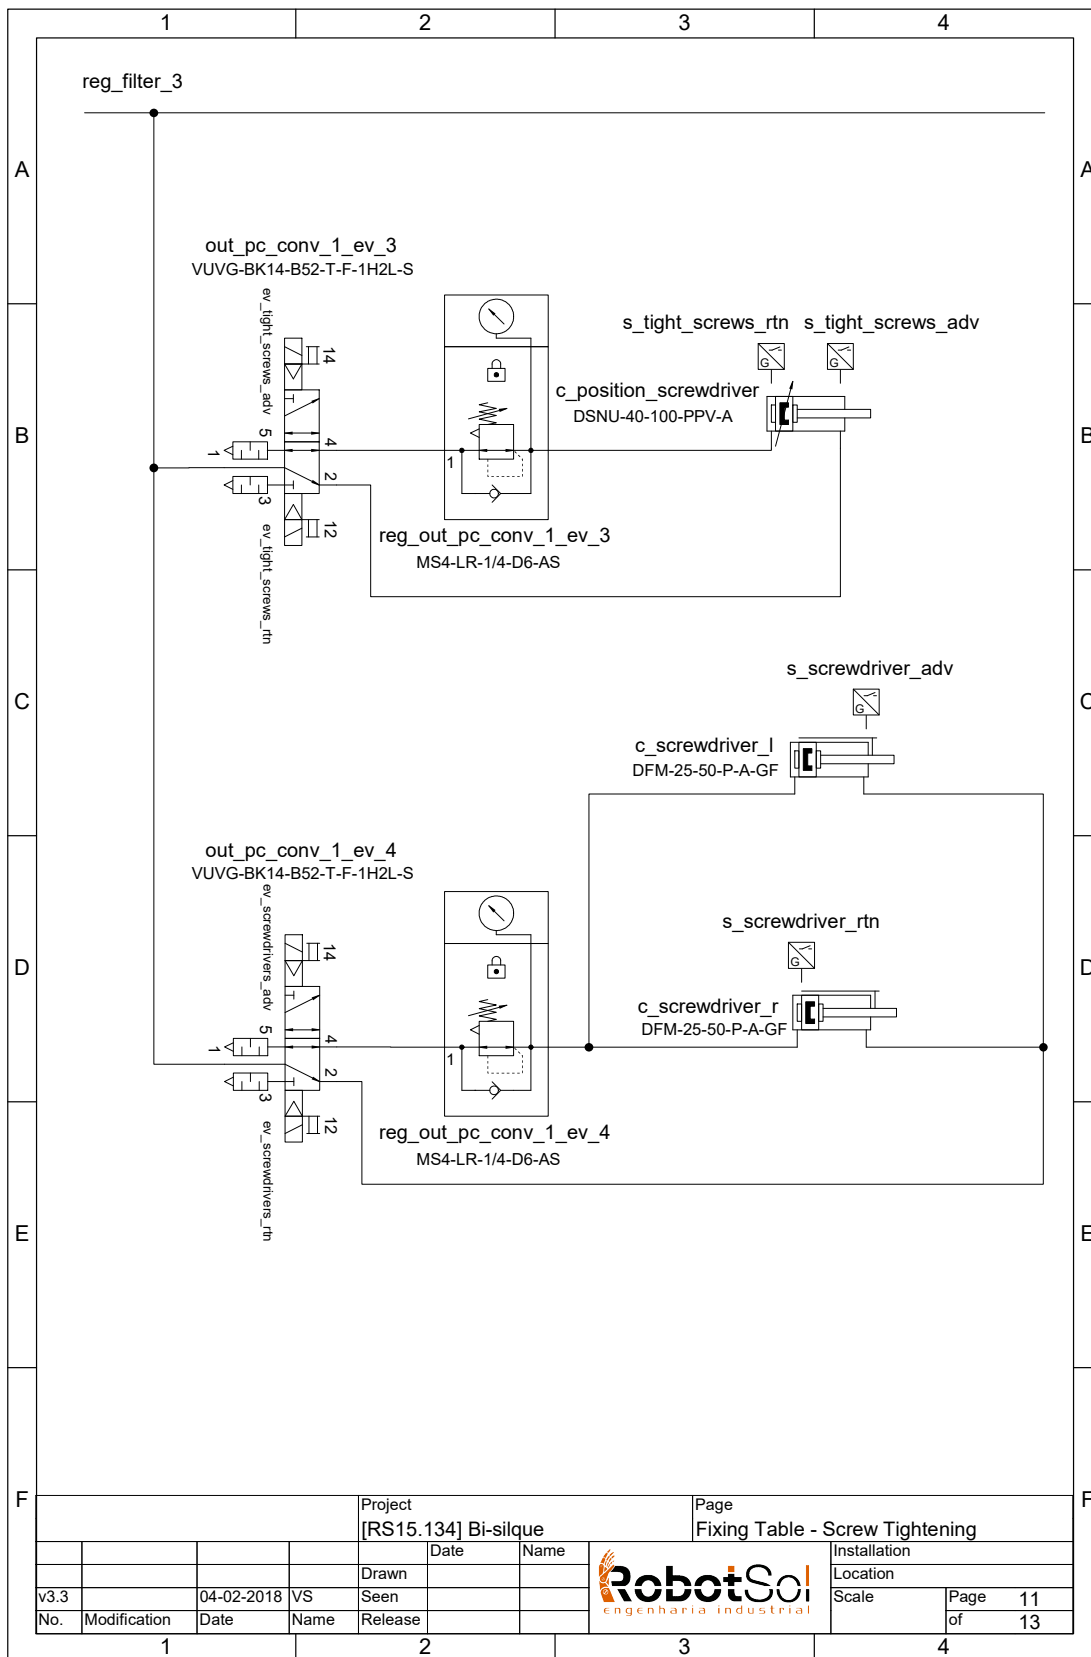 1 2 3 4
reg_filter_3
A A
out_pc_conv_1_ev_3
VUVG-BK14-B52-T-F-1H2L-S
ev_tight_screws_adv
14
5
4
1
2
3
12
ev_tight_screws_rtn
1
reg_out_pc_conv_1_ev_3
MS4-LR-1/4-D6-AS
s_tight_screws_rtn s_tight_screws_adv
G G
c_position_screwdriver
DSNU-40-100-PPV-A
B B
s_screwdriver_adv
G
C C
c_screwdriver_l
DFM-25-50-P-A-GF
out_pc_conv_1_ev_4
VUVG-BK14-B52-T-F-1H2L-S
ev_screwdrivers_adv
14
5
4
1
2
3
12
ev_screwdrivers_rtn
1
reg_out_pc_conv_1_ev_4
MS4-LR-1/4-D6-AS
s_screwdriver_rtn
G
D D
c_screwdriver_r
DFM-25-50-P-A-GF
E E
F F
Project
[RS15.134] Bi-silque
Page
Fixing Table - Screw Tightening
Date Name
Drawn
v3.3 04-02-2018 VS Seen
No. Modification Date Name Release
RobotSol
engenharia industrial
Installation
Location
Scale Page 11
of 13
1 2 3 4